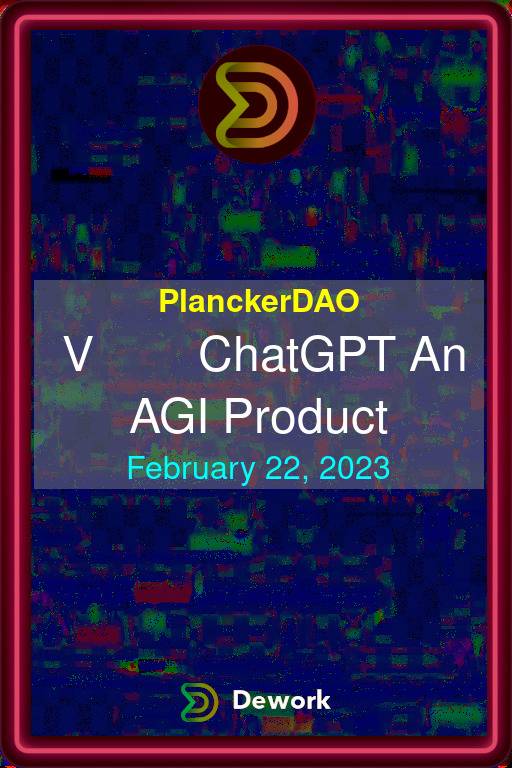 PlanckerDAO
V ChatGPT An
AGI Product
February 22, 2023
Dework